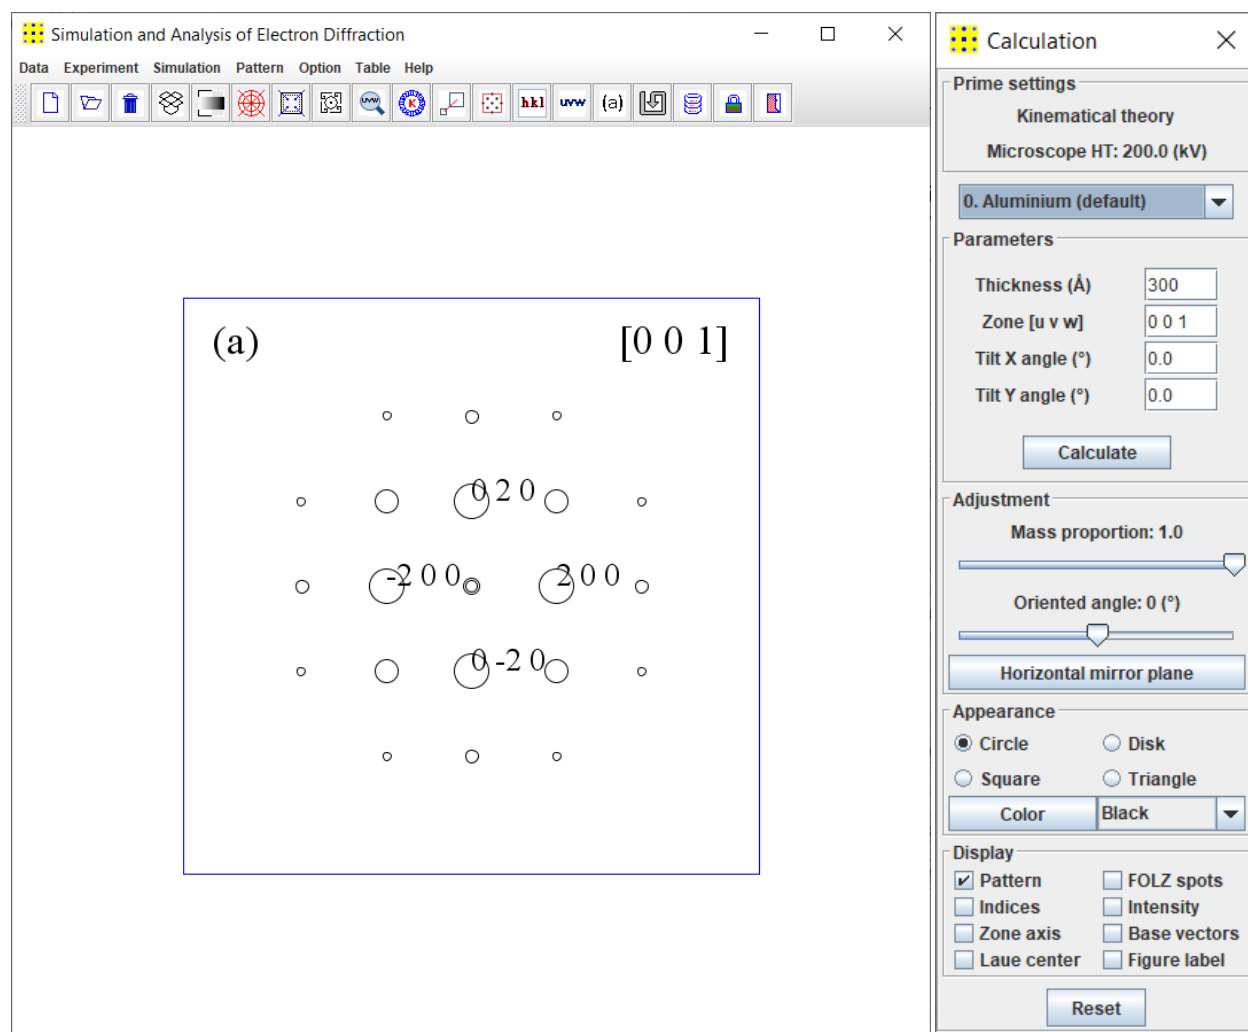 Simulation and Analysis of Electron Diffraction
Data Experiment Simulation Pattern Option Table Help
uvw K hkl uvw (a)
(a) [0 0 1]
0 2 0
-2 0 0 2 0 0
0 -2 0
Calculation
Prime settings
Kinematical theory
Microscope HT: 200.0 (kV)
0. Aluminium (default)
Parameters
Thickness (Å) 300
Zone [u v w] 0 0 1
Tilt X angle (°) 0.0
Tilt Y angle (°) 0.0
Calculate
Adjustment
Mass proportion: 1.0
Oriented angle: 0 (°)
Horizontal mirror plane
Appearance
Circle Disk
Square Triangle
Color Black
Display
Pattern FOLZ spots
Indices Intensity
Zone axis Base vectors
Laue center Figure label
Reset